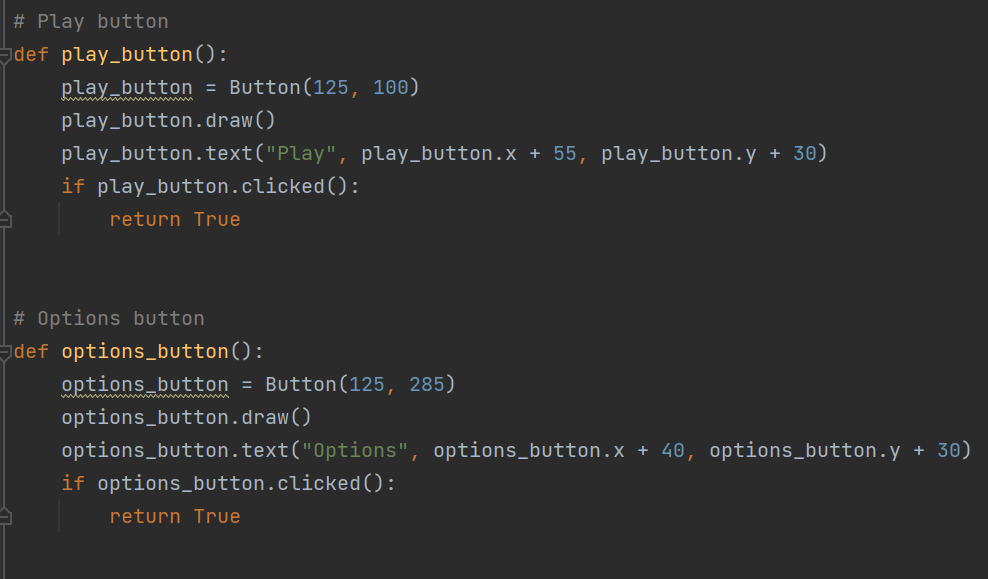 # Play button
def play_button():
    play_button = Button(125, 100)
    play_button.draw()
    play_button.text("Play", play_button.x + 55, play_button.y + 30)
    if play_button.clicked():
        return True
# Options button
def options_button():
    options_button = Button(125, 285)
    options_button.draw()
    options_button.text("Options", options_button.x + 40, options_button.y + 30)
    if options_button.clicked():
        return True